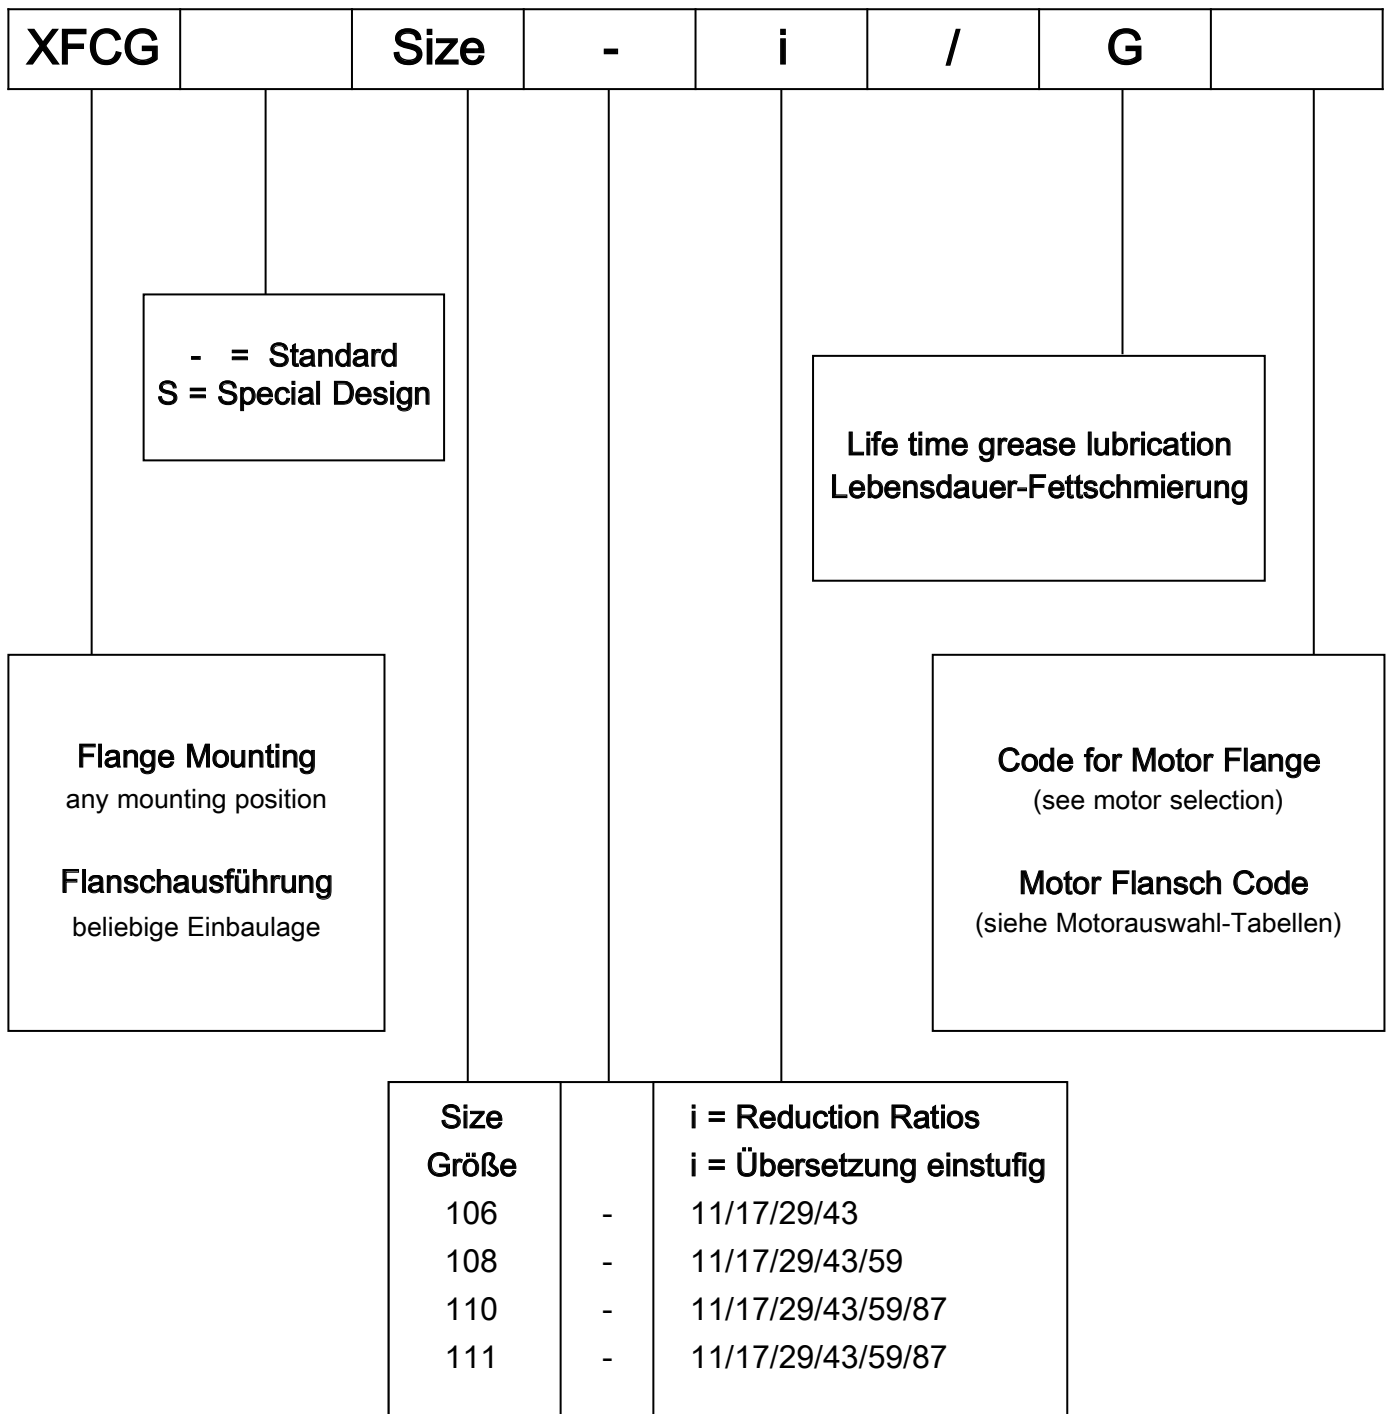 XFCG Size - i / G
- = Standard
S = Special Design
Life time grease lubrication
Lebensdauer-Fettschmierung
Flange Mounting
any mounting position
Flanschausführung
beliebige Einbaulage
Code for Motor Flange
(see motor selection)
Motor Flansch Code
(siehe Motorauswahl-Tabellen)
Size i = Reduction Ratios
Größe i = Übersetzung einstufig
106 - 11/17/29/43
108 - 11/17/29/43/59
110 - 11/17/29/43/59/87
111 - 11/17/29/43/59/87